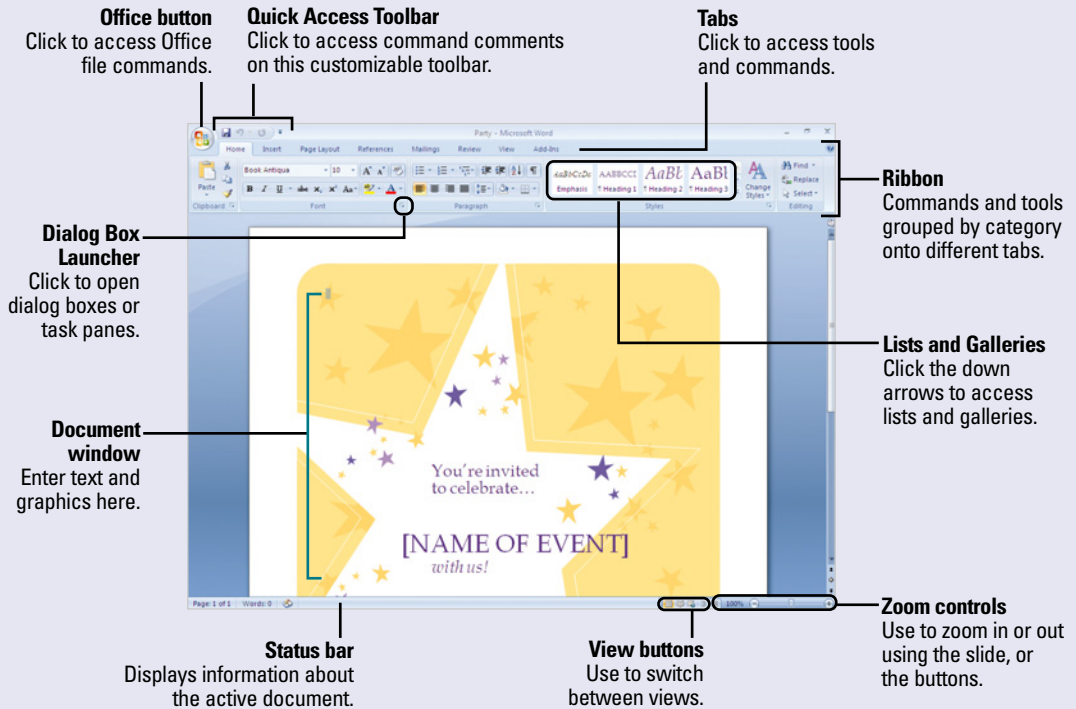 Office button
Click to access Office
file commands.
Quick Access Toolbar
Click to access command comments
on this customizable toolbar.
Tabs
Click to access tools
and commands.
Party - Microsoft Word
Home Insert Page Layout References Mailings Review View Add-Ins
Book Antiqua 10
Paste
Clipboard Font Paragraph Styles Editing
AaBbCcDc AABBCCI AaBb AaBl
Emphasis ¶ Heading 1 ¶ Heading 2 ¶ Heading 3
Change
Styles
Find
Replace
Select
Ribbon
Commands and tools
grouped by category
onto different tabs.
Dialog Box
Launcher
Click to open
dialog boxes or
task panes.
Lists and Galleries
Click the down
arrows to access
lists and galleries.
Document
window
Enter text and
graphics here.
You're invited
to celebrate…
[NAME OF EVENT]
with us!
Page: 1 of 1 Words: 0
100%
Status bar
Displays information about
the active document.
View buttons
Use to switch
between views.
Zoom controls
Use to zoom in or out
using the slide, or
the buttons.